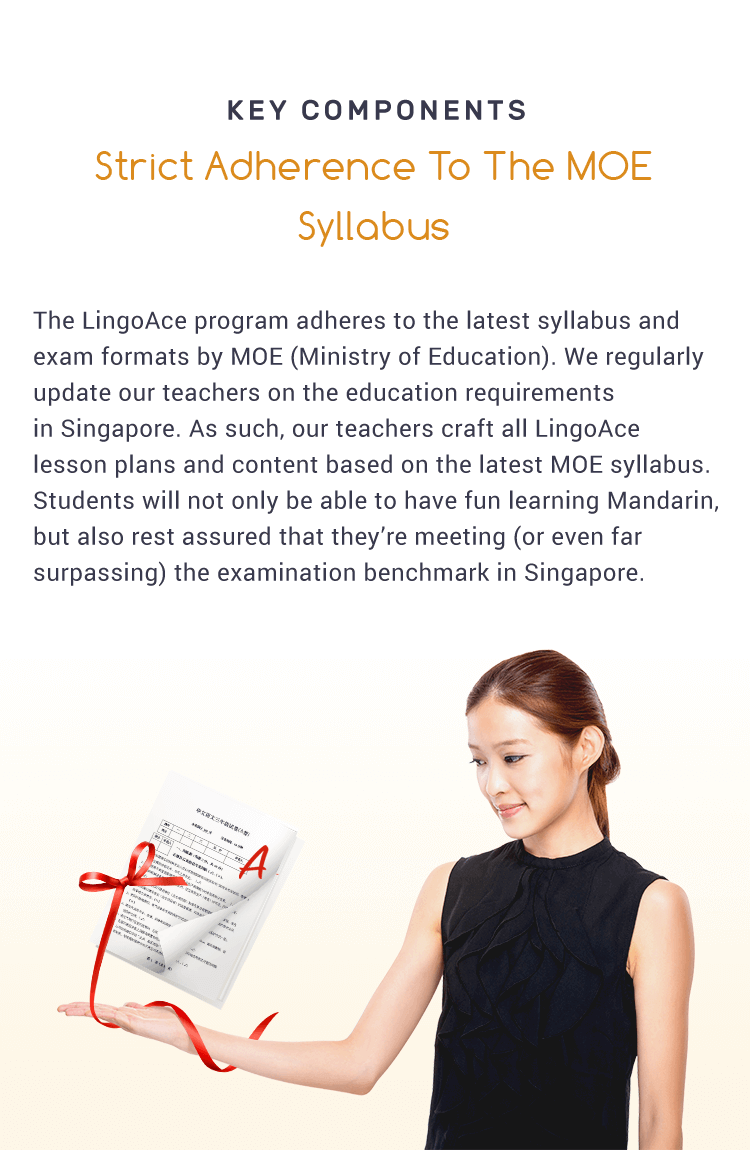 KEY COMPONENTS
Strict Adherence To The MOE
Syllabus
The LingoAce program adheres to the latest syllabus and
exam formats by MOE (Ministry of Education). We regularly
update our teachers on the education requirements
in Singapore. As such, our teachers craft all LingoAce
lesson plans and content based on the latest MOE syllabus.
Students will not only be able to have fun learning Mandarin,
but also rest assured that they’re meeting (or even far
surpassing) the examination benchmark in Singapore.
A